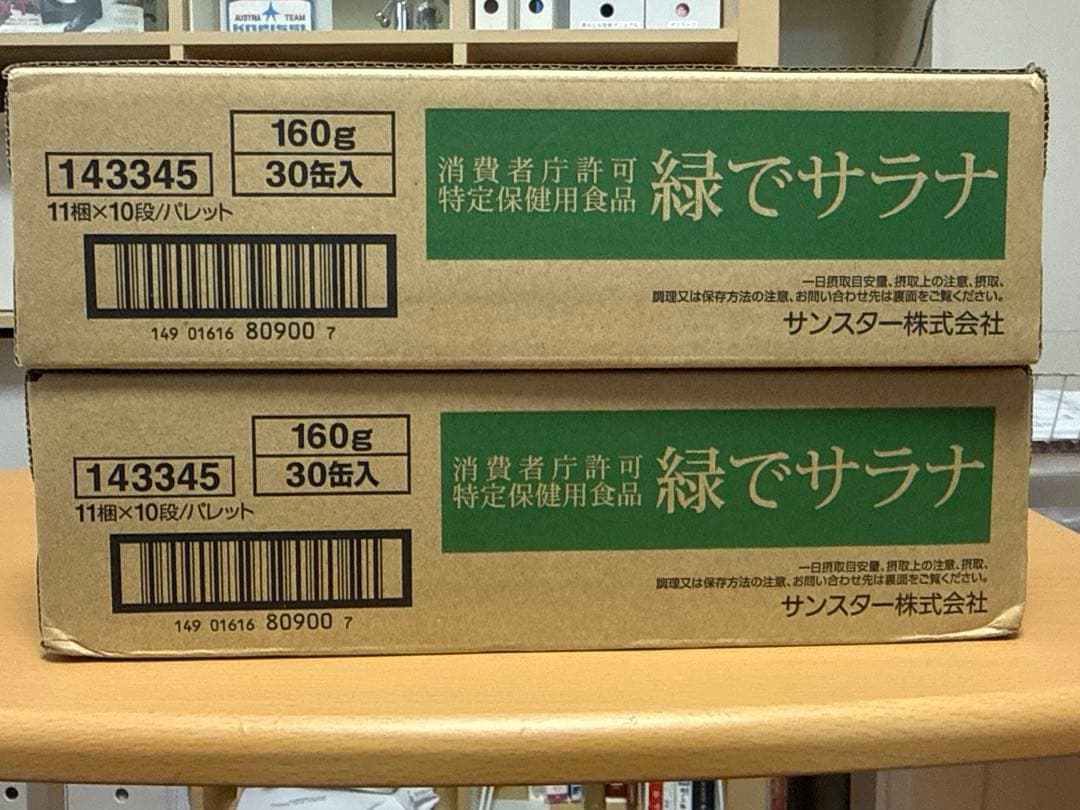 AUSTRIA TEAM
160g
30缶入
143345
11梱×10段/パレット
消費者庁許可
特定保健用食品
緑でサラナ
149 01616 80900 7
一日摂取目安量、摂取上の注意、摂取、
調理又は保存方法の注意、お問い合わせ先は裏面をご覧ください。
サンスター株式会社
160g
30缶入
143345
11梱×10段/パレット
消費者庁許可
特定保健用食品
緑でサラナ
149 01616 80900 7
一日摂取目安量、摂取上の注意、摂取、
調理又は保存方法の注意、お問い合わせ先は裏面をご覧ください。
サンスター株式会社